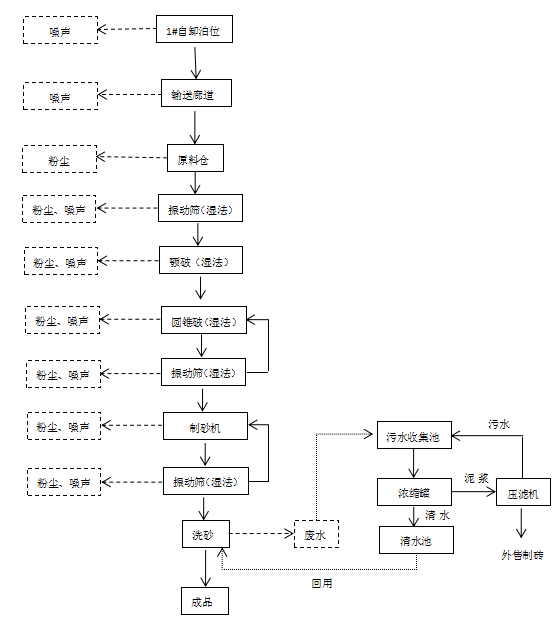 噪声
1#自卸泊位
噪声
输送廊道
粉尘
原料仓
粉尘、噪声
振动筛(湿法)
粉尘、噪声
颚破(湿法)
粉尘、噪声
圆锥破(湿法)
粉尘、噪声
振动筛(湿法)
粉尘、噪声
制砂机
粉尘、噪声
振动筛(湿法)
洗砂
废水
成品
污水收集池
污水
浓缩罐
泥浆
压滤机
清水
清水池
外售制砖
回用